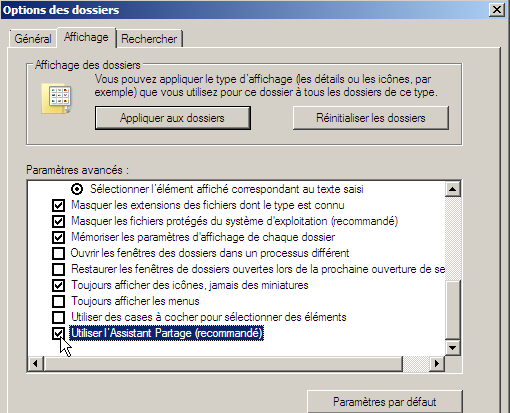 Options des dossiers
Général
Affichage
Rechercher
Affichage des dossiers
Vous pouvez appliquer le type d'affichage (les détails ou les icônes, par
exemple) que vous utilisez pour ce dossier à tous les dossiers de ce type.
Appliquer aux dossiers
Réinitialiser les dossiers
Paramètres avancés :
Sélectionner l'élément affiché correspondant au texte saisi
Masquer les extensions des fichiers dont le type est connu
Masquer les fichiers protégés du système d'exploitation (recommandé)
Mémoriser les paramètres d'affichage de chaque dossier
Ouvrir les fenêtres des dossiers dans un processus différent
Restaurer les fenêtres de dossiers ouvertes lors de la prochaine ouverture de se
Toujours afficher des icônes, jamais des miniatures
Toujours afficher les menus
Utiliser des cases à cocher pour sélectionner des éléments
Utiliser l'Assistant Partage (recommandé)
Paramètres par défaut